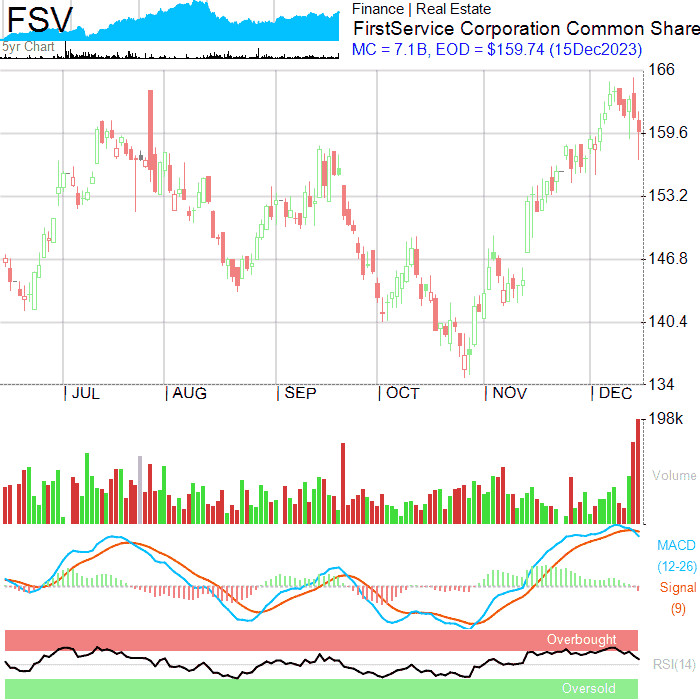 FSV
5yr Chart
Finance | Real Estate
FirstService Corporation Common Share
MC = 7.1B, EOD = $159.74 (15Dec2023)
166
159.6
153.2
146.8
140.4
134
| JUL | AUG | SEP | OCT | NOV | DEC
198k
Volume
MACD
(12-26)
Signal
(9)
Overbought
RSI(14)
Oversold